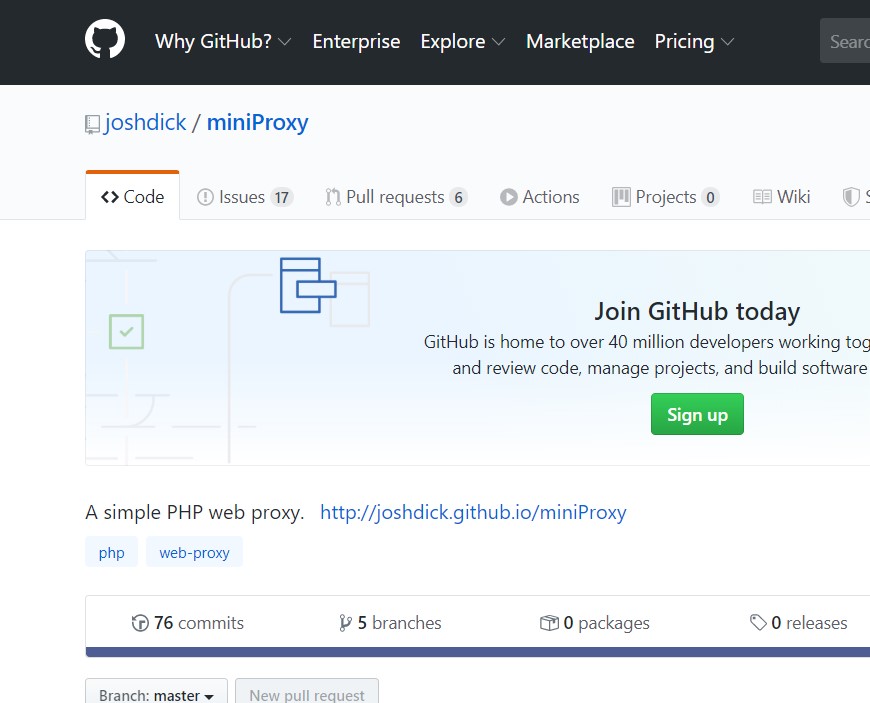 Why GitHub? Enterprise Explore Marketplace Pricing
joshdick / miniProxy
Code Issues 17 Pull requests 6 Actions Projects 0 Wiki
Join GitHub today
GitHub is home to over 40 million developers working
and review code, manage projects, and build software
Sign up
A simple PHP web proxy. http://joshdick.github.io/miniProxy
php web-proxy
76 commits 5 branches 0 packages 0 releases
Branch: master New pull request